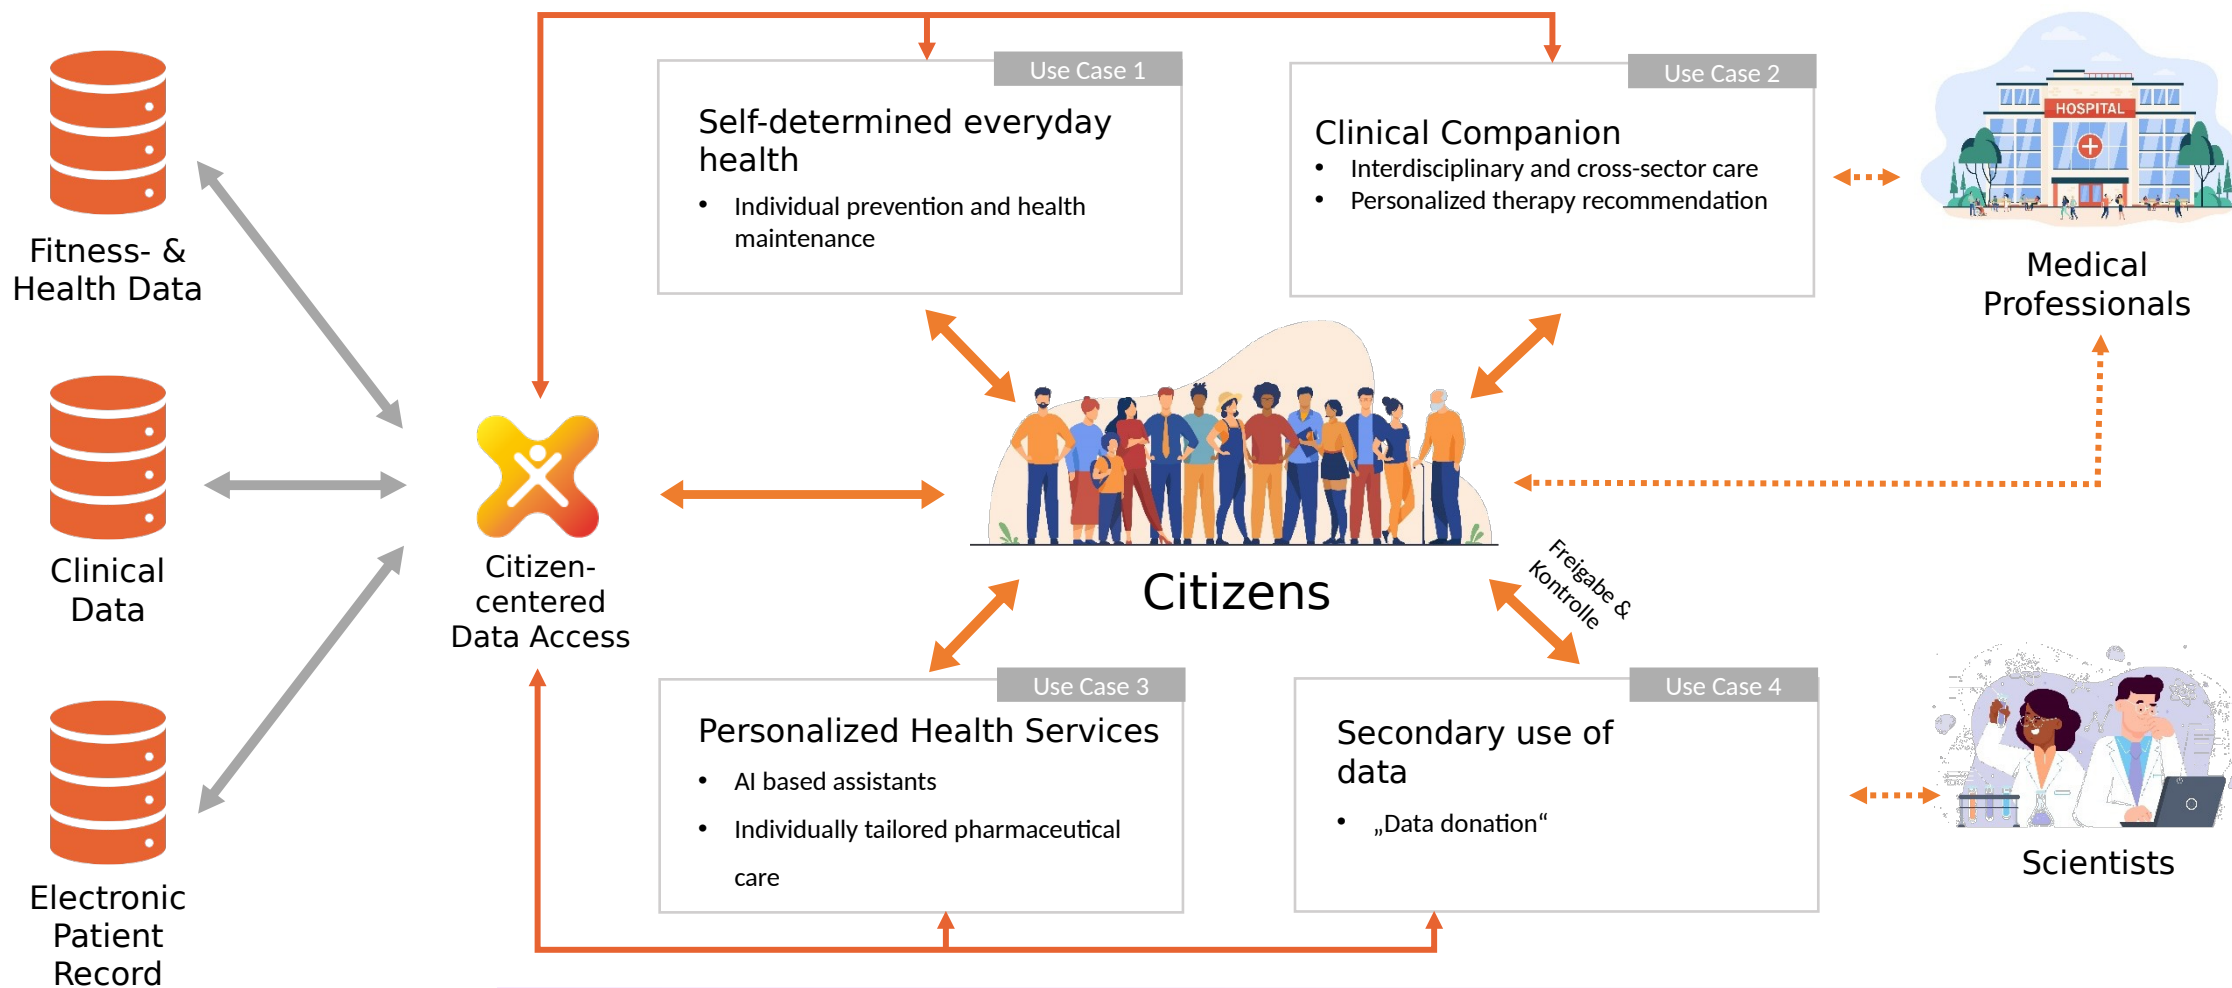 Fitness- &
Health Data
Clinical
Data
Electronic
Patient
Record
Citizen-
centered
Data Access
Use Case 1
Self-determined everyday
health
• Individual prevention and health
maintenance
Use Case 2
Clinical Companion
• Interdisciplinary and cross-sector care
• Personalized therapy recommendation
HOSPITAL
Medical
Professionals
Citizens
Freigabe &
Kontrolle
Use Case 3
Personalized Health Services
• AI based assistants
• Individually tailored pharmaceutical
care
Use Case 4
Secondary use of
data
• „Data donation“
Scientists